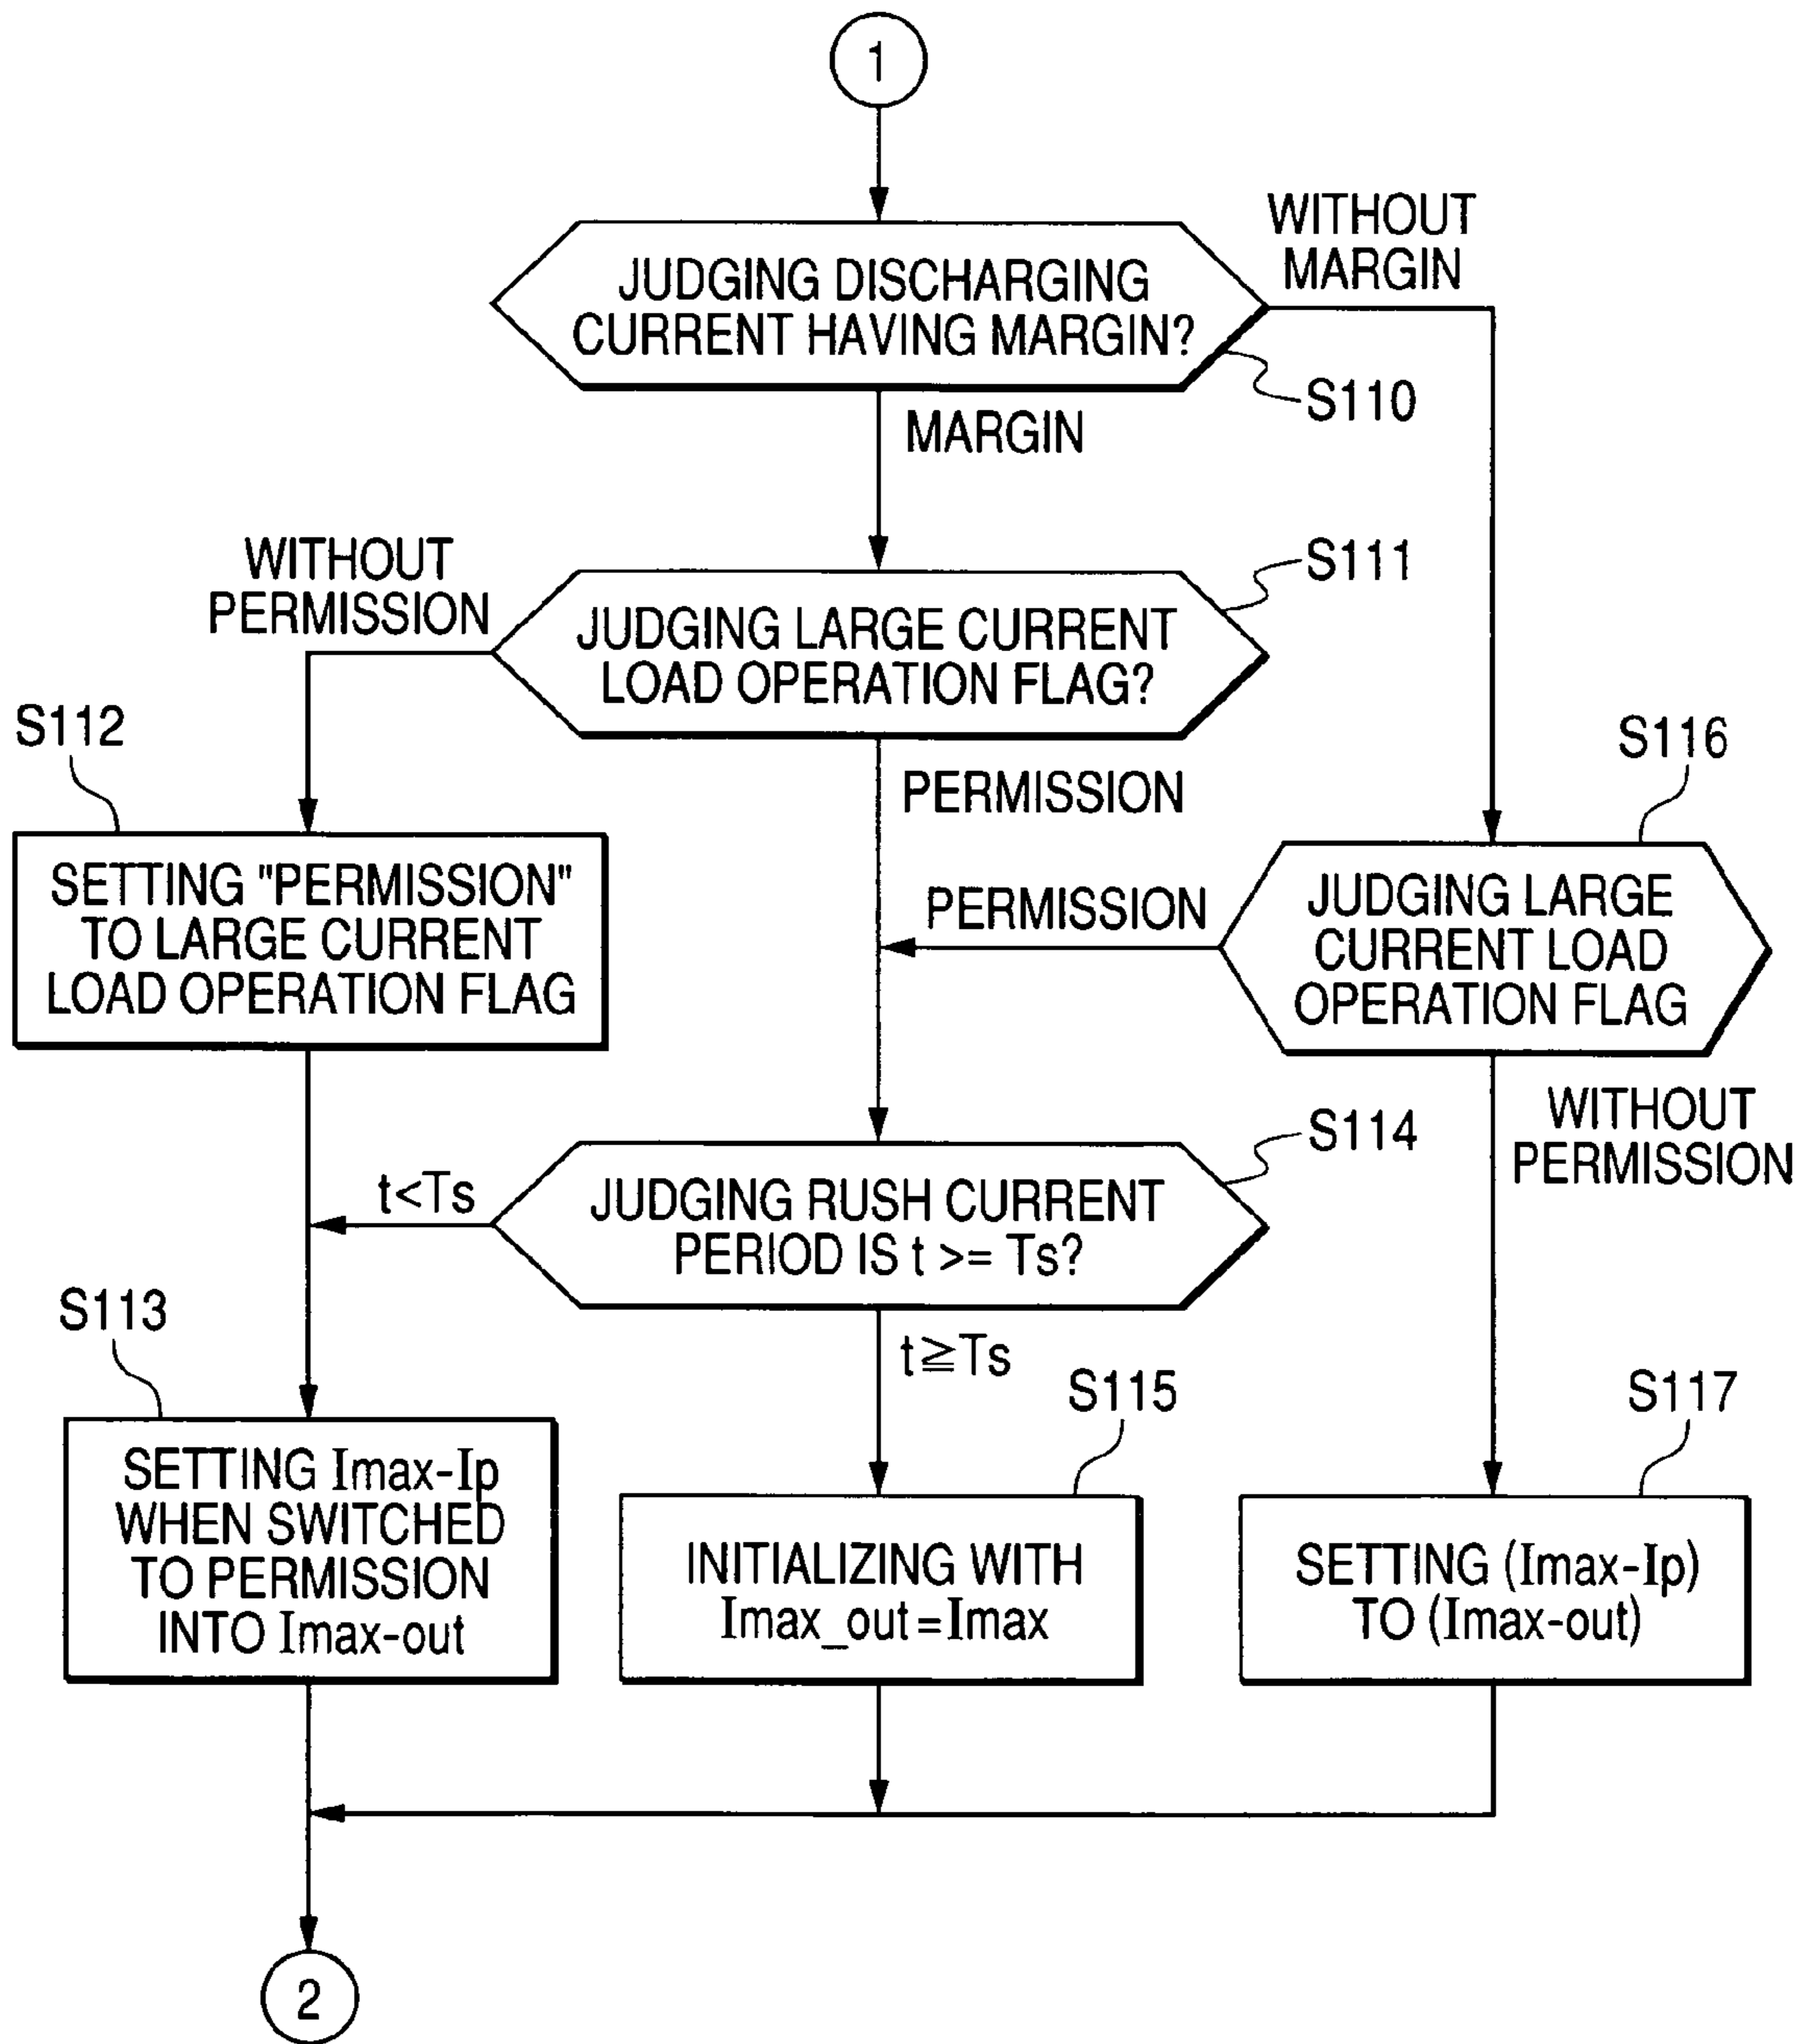 1
JUDGING DISCHARGING
CURRENT HAVING MARGIN?
WITHOUT
MARGIN
S110
MARGIN
S111
WITHOUT
PERMISSION
JUDGING LARGE CURRENT
LOAD OPERATION FLAG?
S112
PERMISSION
S116
SETTING "PERMISSION"
TO LARGE CURRENT
LOAD OPERATION FLAG
PERMISSION
JUDGING LARGE
CURRENT LOAD
OPERATION FLAG
WITHOUT
PERMISSION
S114
t<Ts
JUDGING RUSH CURRENT
PERIOD IS t >= Ts?
S113
t≧Ts
S115
S117
SETTING Imax-Ip
WHEN SWITCHED
TO PERMISSION
INTO Imax-out
INITIALIZING WITH
Imax_out=Imax
SETTING (Imax-Ip)
TO (Imax-out)
2